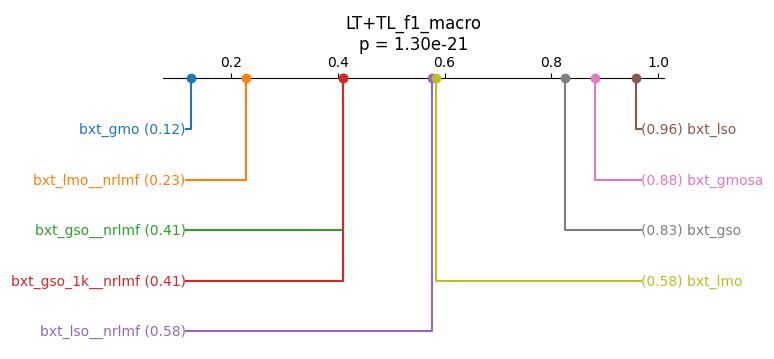 LT+TL_f1_macro
p = 1.30e-21
0.2 0.4 0.6 0.8 1.0
bxt_gmo (0.12) (0.96) bxt_lso
bxt_lmo__nrlmf (0.23) (0.88) bxt_gmosa
bxt_gso__nrlmf (0.41) (0.83) bxt_gso
bxt_gso_1k__nrlmf (0.41) (0.58) bxt_lmo
bxt_lso__nrlmf (0.58)